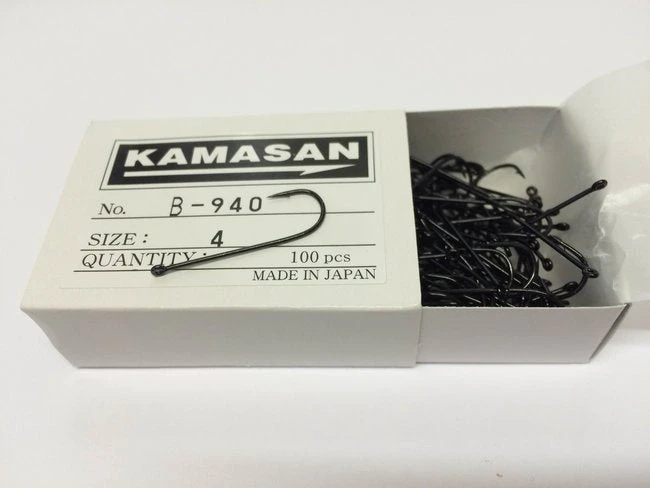 KAMASAN
No. B-940
SIZE : 4
QUANTITY : 100 pcs
MADE IN JAPAN